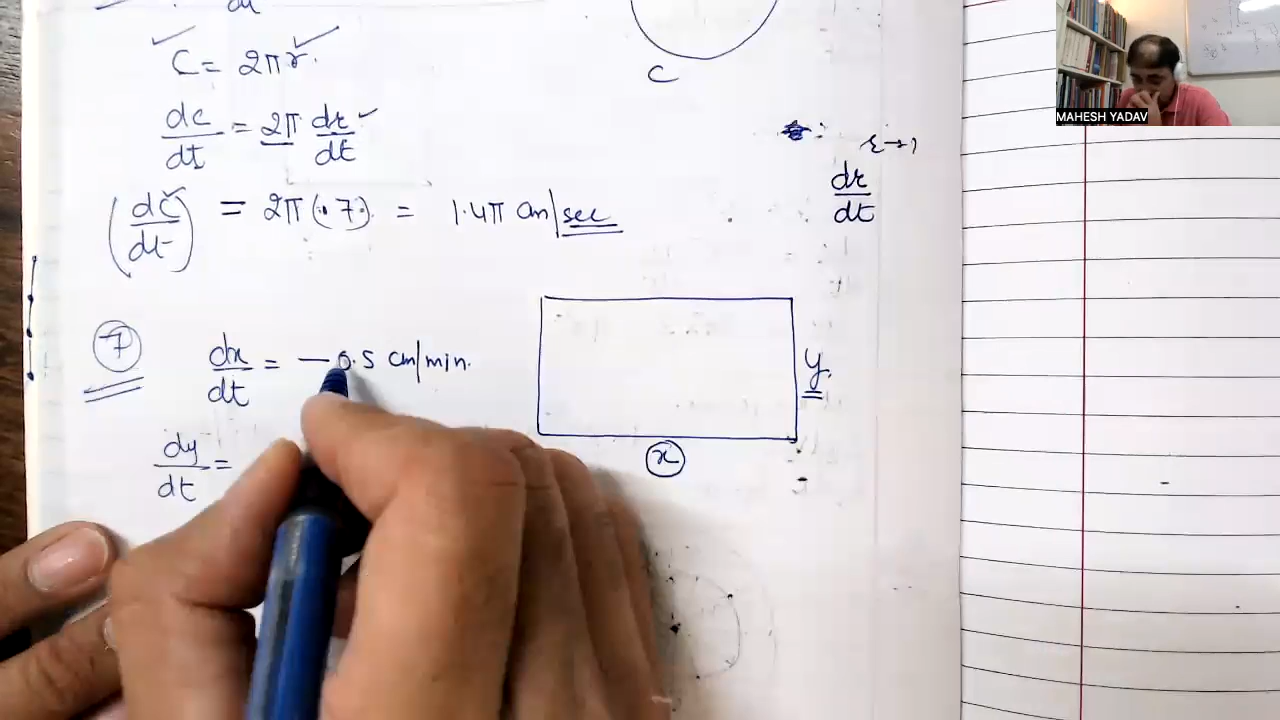 C = 2πr.
C
dc/dt = 2π dr/dt
r→1
dr/dt
(dc/dt) = 2π(.7) = 1.4π cm/sec
7
dx/dt = -0.5 cm/min.
y
dy/dt =
x
MAHESH YADAV